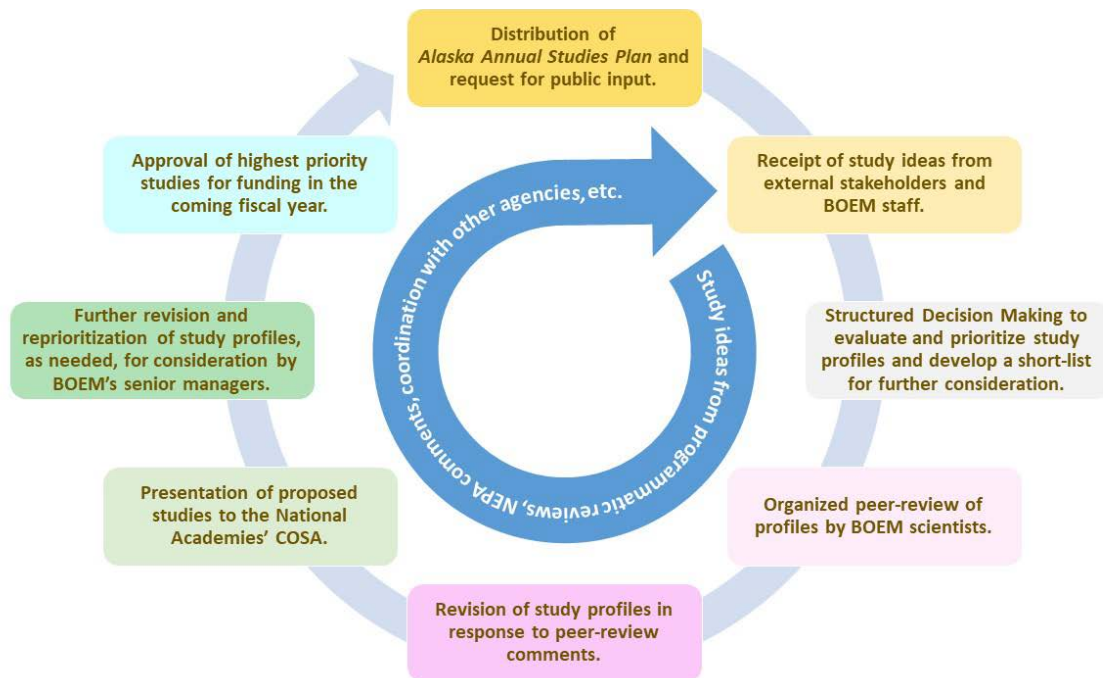 Distribution of
Alaska Annual Studies Plan and
request for public input.
Receipt of study ideas from
external stakeholders and
BOEM staff.
Structured Decision Making to
evaluate and prioritize study
profiles and develop a short-list
for further consideration.
Organized peer-review of
profiles by BOEM scientists.
Revision of study profiles in
response to peer-review
comments.
Presentation of proposed
studies to the National
Academies' COSA.
Further revision and
reprioritization of study profiles,
as needed, for consideration by
BOEM's senior managers.
Approval of highest priority
studies for funding in the
coming fiscal year.
Study ideas from programmatic reviews, NEPA comments, coordination with other agencies, etc.